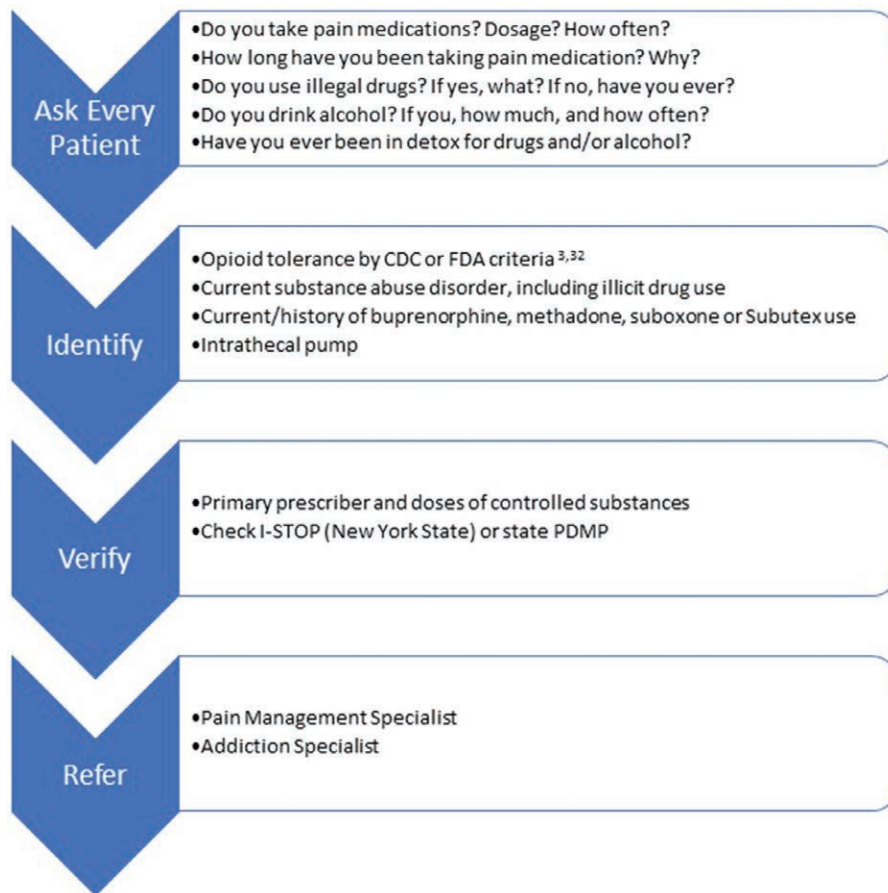 Ask Every
Patient
•Do you take pain medications? Dosage? How often?
•How long have you been taking pain medication? Why?
•Do you use illegal drugs? If yes, what? If no, have you ever?
•Do you drink alcohol? If you, how much, and how often?
•Have you ever been in detox for drugs and/or alcohol?
Identify
•Opioid tolerance by CDC or FDA criteria 3,32
•Current substance abuse disorder, including illicit drug use
•Current/history of buprenorphine, methadone, suboxone or Subutex use
•Intrathecal pump
Verify
•Primary prescriber and doses of controlled substances
•Check I-STOP (New York State) or state PDMP
Refer
•Pain Management Specialist
•Addiction Specialist